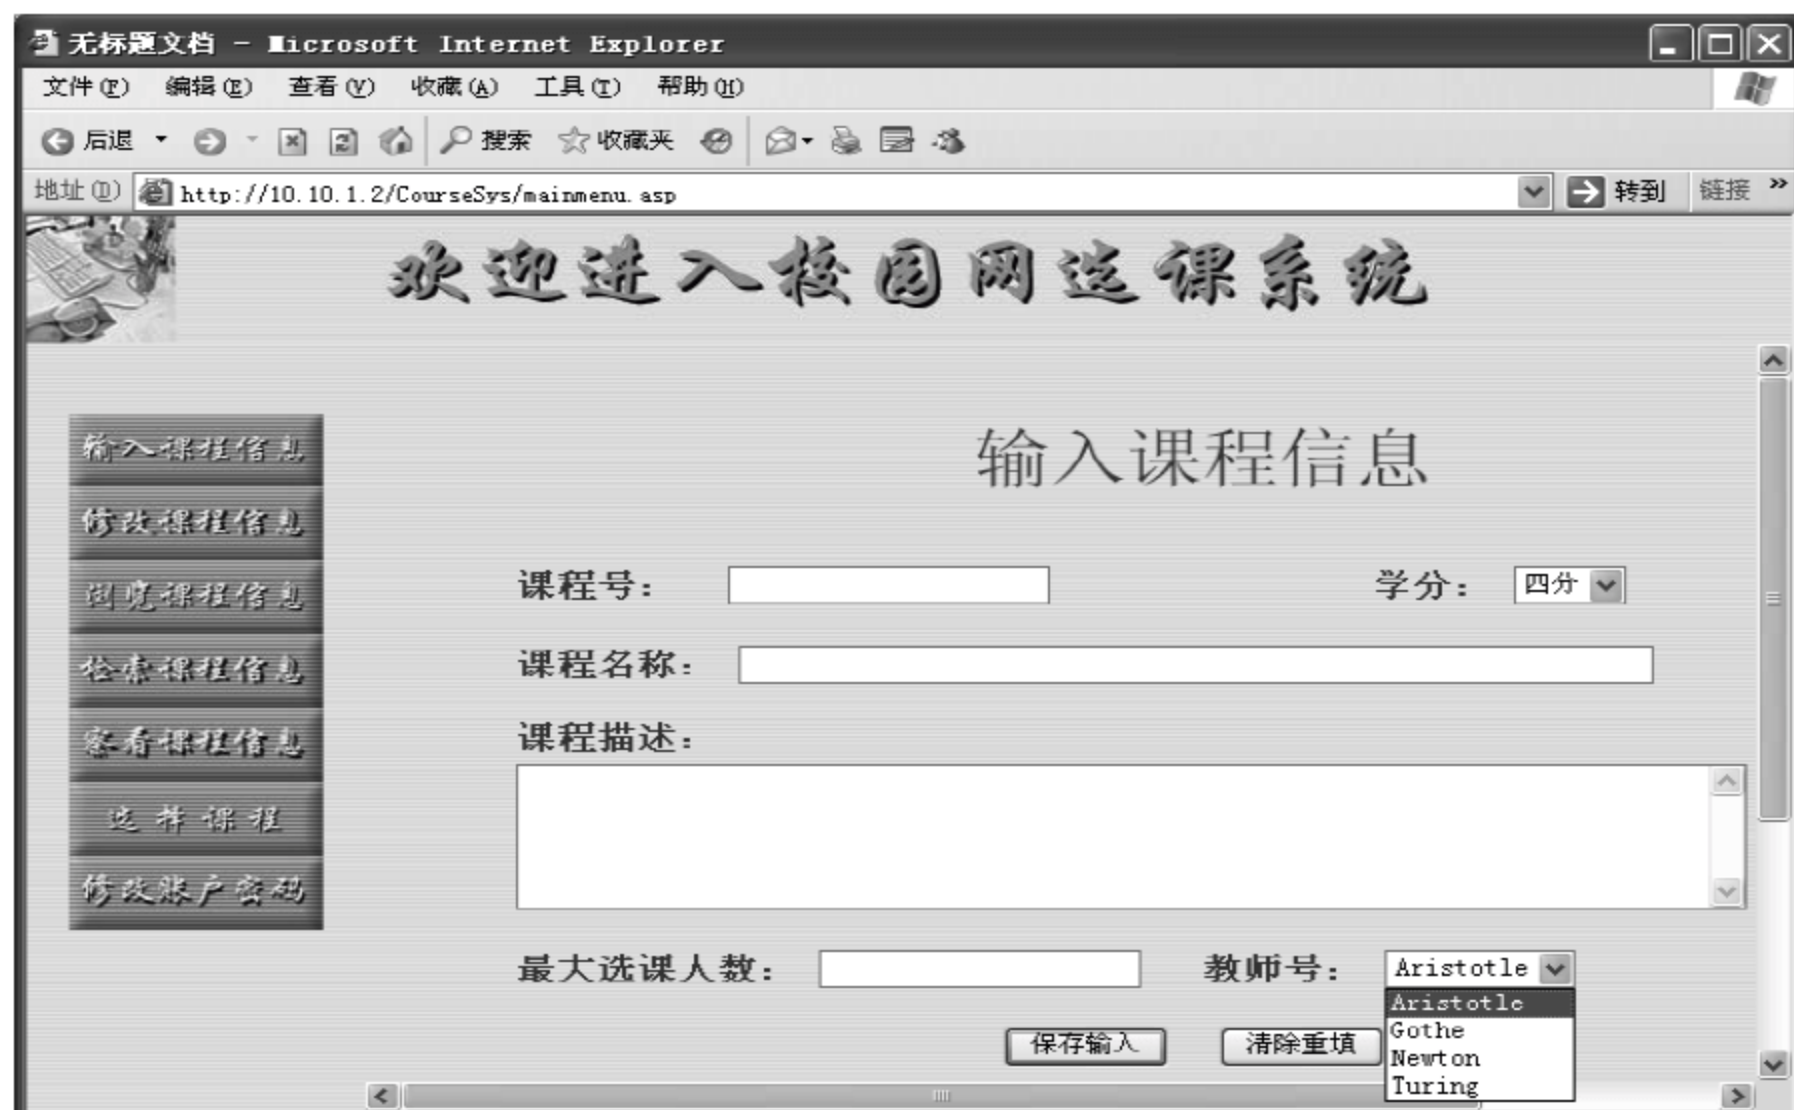 无标题文档 - Microsoft Internet Explorer
文件(F) 编辑(E) 查看(V) 收藏(A) 工具(T) 帮助(H)
后退 搜索 收藏夹
地址(D) http://10.10.1.2/CourseSys/mainmenu.asp 转到 链接 »
欢迎进入校园网选课系统
输入课程信息
修改课程信息
浏览课程信息
检索课程信息
察看课程信息
选择课程
修改账户密码
输入课程信息
课程号: 学分: 四分
课程名称:
课程描述:
最大选课人数: 教师号: Aristotle
Aristotle
Gothe
Newton
Turing
保存输入 清除重填